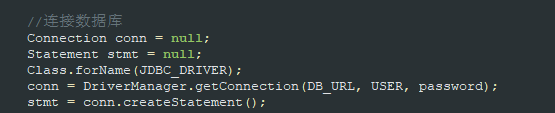 //连接数据库
Connection conn = null;
Statement stmt = null;
Class.forName(JDBC_DRIVER);
conn = DriverManager.getConnection(DB_URL, USER, password);
stmt = conn.createStatement();